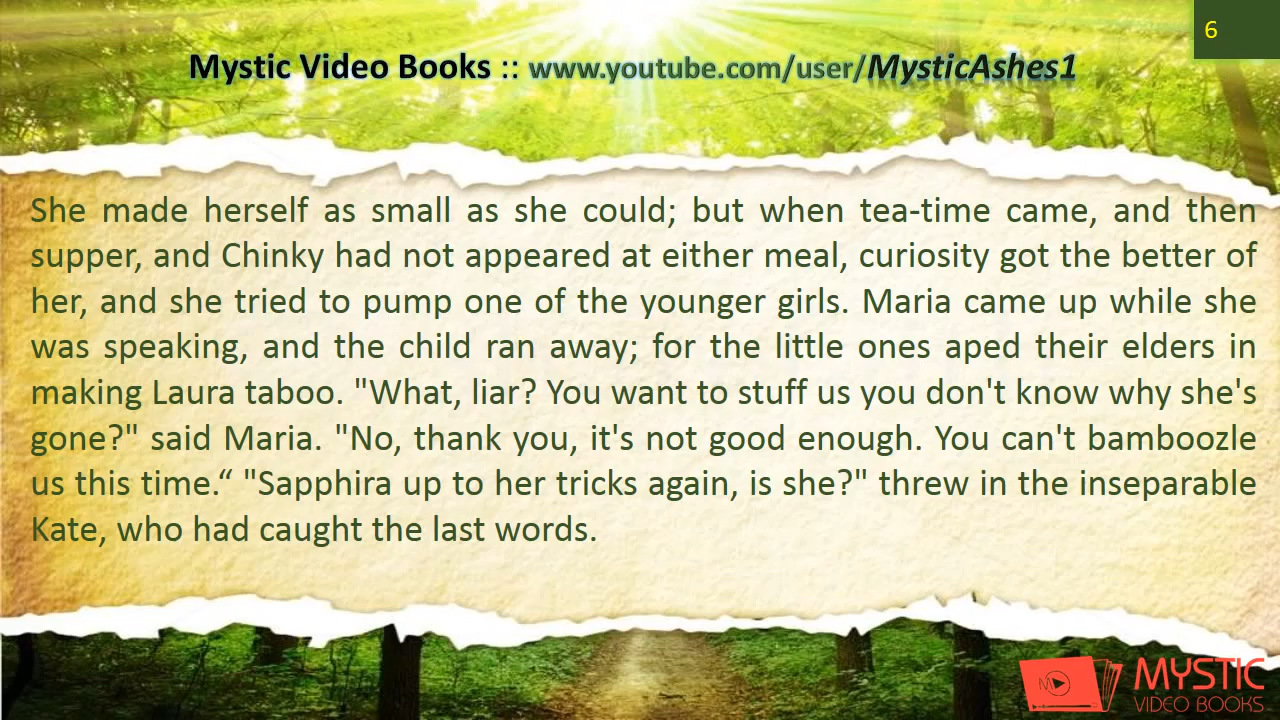 6
Mystic Video Books :: www.youtube.com/user/MysticAshes1
She made herself as small as she could; but when tea-time came, and then
supper, and Chinky had not appeared at either meal, curiosity got the better of
her, and she tried to pump one of the younger girls. Maria came up while she
was speaking, and the child ran away; for the little ones aped their elders in
making Laura taboo. "What, liar? You want to stuff us you don't know why she's
gone?" said Maria. "No, thank you, it's not good enough. You can't bamboozle
us this time.“ "Sapphira up to her tricks again, is she?" threw in the inseparable
Kate, who had caught the last words.
MYSTIC
VIDEO BOOKS